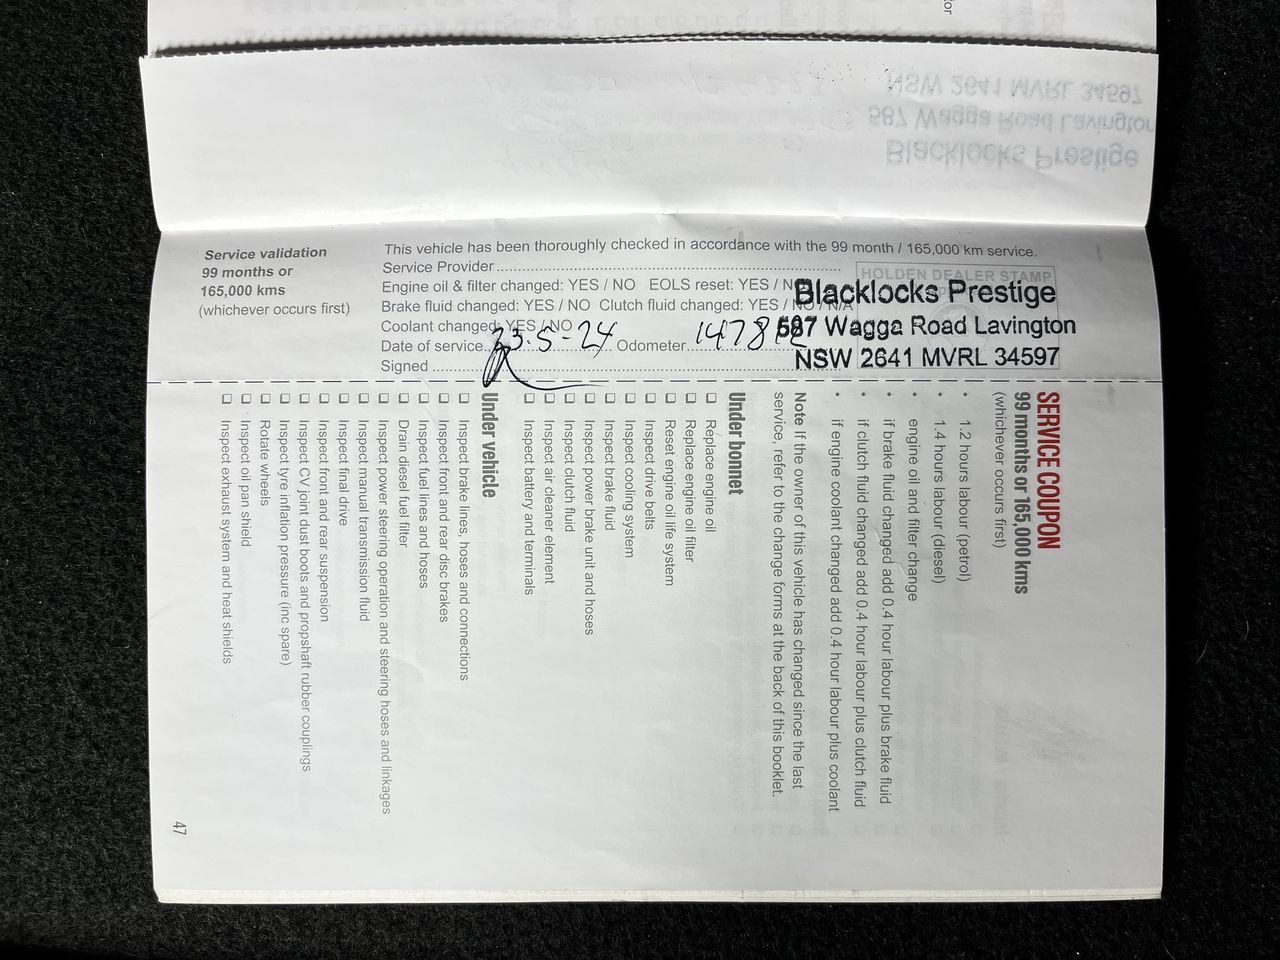 Service validation
99 months or
165,000 kms
(whichever occurs first)
This vehicle has been thoroughly checked in accordance with the 99 month / 165,000 km service.
Service Provider
Engine oil & filter changed: YES / NO EOLS reset: YES / NO
Brake fluid changed: YES / NO Clutch fluid changed: YES / NO / N/A
Coolant changed: YES / NO
Date of service 23.5-24 Odometer
Signed
HOLDEN DEALER STAMP
Blacklocks Prestige
587 Wagga Road Lavington
NSW 2641 MVRL 34597
SERVICE COUPON
99 months or 165,000 kms
(whichever occurs first)
• 1.2 hours labour (petrol)
• 1.4 hours labour (diesel)
• engine oil and filter change
• if brake fluid changed add 0.4 hour labour plus brake fluid
• if clutch fluid changed add 0.4 hour labour plus clutch fluid
• if engine coolant changed add 0.4 hour labour plus coolant
Note If the owner of this vehicle has changed since the last
service, refer to the change forms at the back of this booklet.
Under bonnet
Replace engine oil
Replace engine oil filter
Reset engine oil life system
Inspect drive belts
Inspect cooling system
Inspect brake fluid
Inspect power brake unit and hoses
Inspect clutch fluid
Inspect air cleaner element
Inspect battery and terminals
Under vehicle
Inspect brake lines, hoses and connections
Inspect front and rear disc brakes
Inspect fuel lines and hoses
Drain diesel fuel filter
Inspect power steering operation and steering hoses and linkages
Inspect manual transmission fluid
Inspect final drive
Inspect front and rear suspension
Inspect CV joint dust boots and propshaft rubber couplings
Inspect tyre inflation pressure (inc spare)
Rotate wheels
Inspect oil pan shield
Inspect exhaust system and heat shields
47